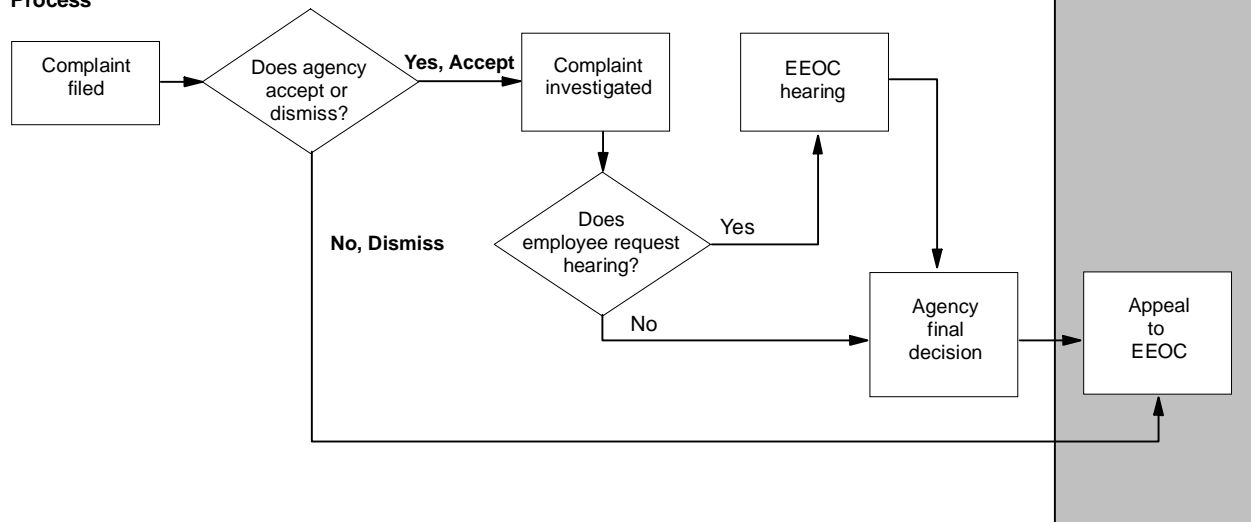 Process
Complaint
filed
Does agency
accept or
dismiss?
Yes, Accept
Complaint
investigated
EEOC
hearing
No, Dismiss
Does
employee request
hearing?
Yes
No
Agency
final
decision
Appeal
to
EEOC